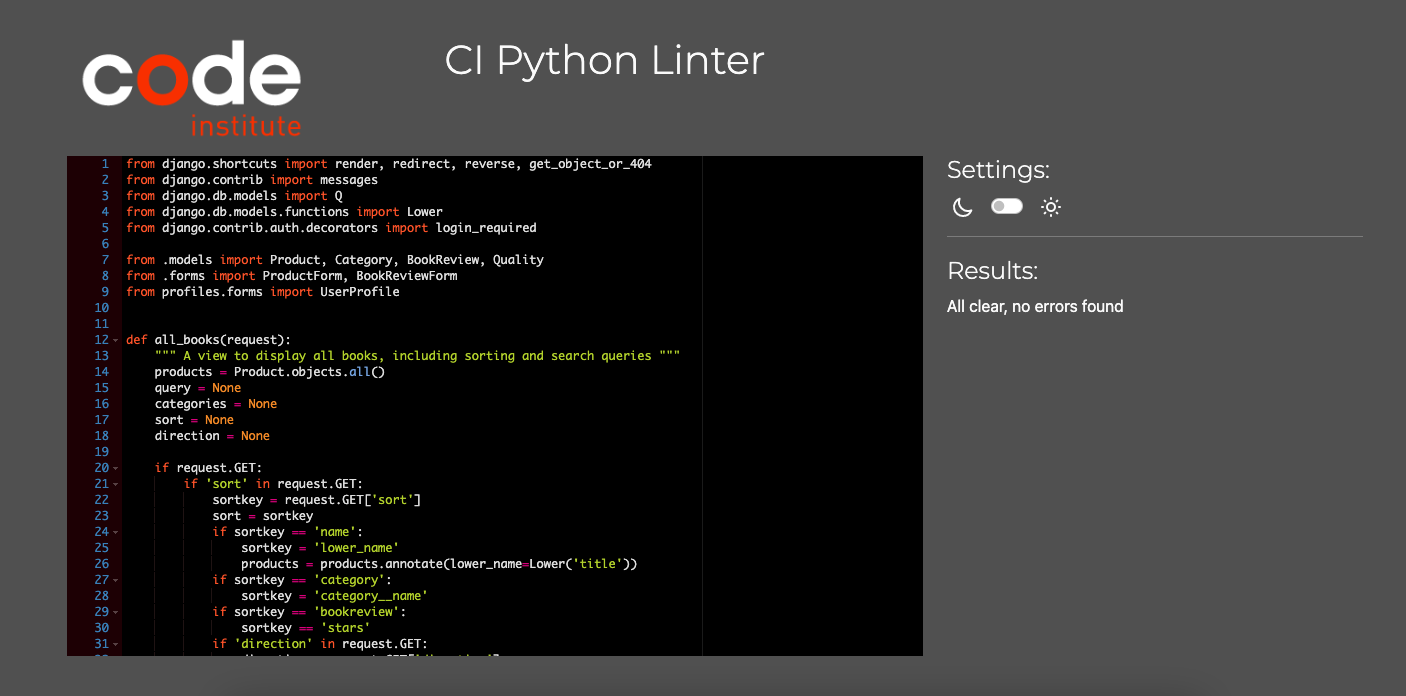 code
institute
CI Python Linter
1 from django.shortcuts import render, redirect, reverse, get_object_or_404
2 from django.contrib import messages
3 from django.db.models import Q
4 from django.db.models.functions import Lower
5 from django.contrib.auth.decorators import login_required
6
7 from .models import Product, Category, BookReview, Quality
8 from .forms import ProductForm, BookReviewForm
9 from profiles.forms import UserProfile
10
11
12 def all_books(request):
13     """ A view to display all books, including sorting and search queries """
14     products = Product.objects.all()
15     query = None
16     categories = None
17     sort = None
18     direction = None
19
20     if request.GET:
21         if 'sort' in request.GET:
22             sortkey = request.GET['sort']
23             sort = sortkey
24             if sortkey == 'name':
25                 sortkey = 'lower_name'
26                 products = products.annotate(lower_name=Lower('title'))
27             if sortkey == 'category':
28                 sortkey = 'category__name'
29             if sortkey == 'bookreview':
30                 sortkey == 'stars'
31             if 'direction' in request.GET:
Settings:
Results:
All clear, no errors found